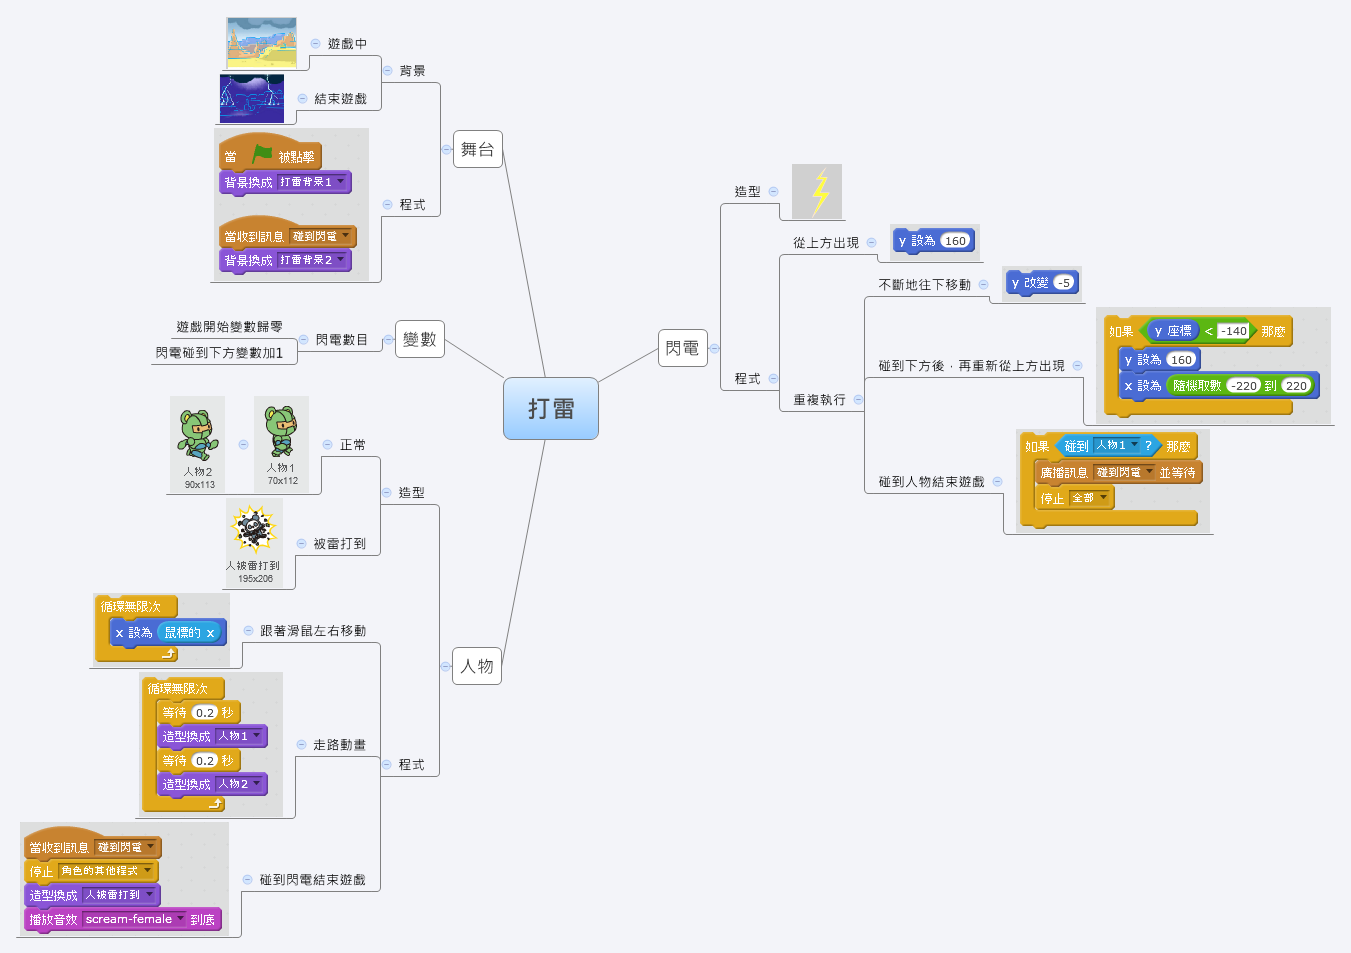 打雷
舞台
背景
遊戲中
結束遊戲
程式
當 被點擊
背景換成 打雷背景1
當收到訊息 碰到閃電
背景換成 打雷背景2
變數
閃電數目
遊戲開始變數歸零
閃電碰到下方變數加1
人物
造型
正常
人物1
70x112
人物2
90x113
被雷打到
人被雷打到
195x206
程式
跟著滑鼠左右移動
循環無限次
x 設為 鼠標的 x
走路動畫
循環無限次
等待 0.2 秒
造型換成 人物1
等待 0.2 秒
造型換成 人物2
碰到閃電結束遊戲
當收到訊息 碰到閃電
停止 角色的其他程式
造型換成 人被雷打到
播放音效 scream-female 到底
閃電
造型
程式
從上方出現
y 設為 160
重複執行
不斷地往下移動
y 改變 -5
碰到下方後，再重新從上方出現
如果 y 座標 < -140 那麼
y 設為 160
x 設為 隨機取數 -220 到 220
碰到人物結束遊戲
如果 碰到 人物1 ? 那麼
廣播訊息 碰到閃電 並等待
停止 全部